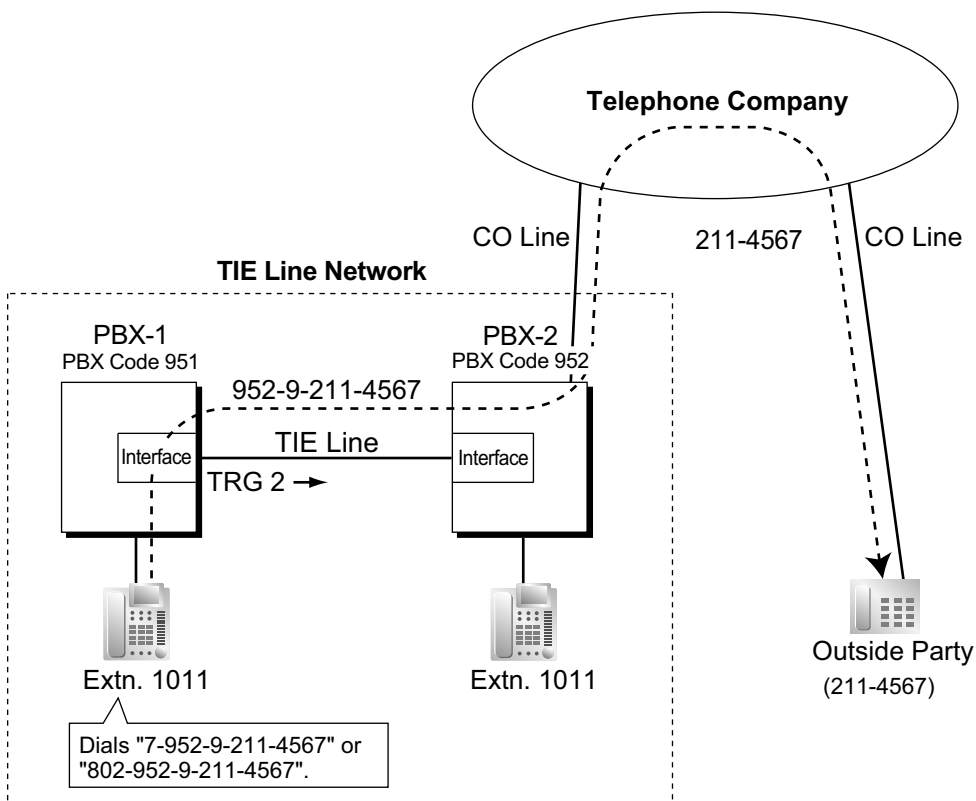 Telephone Company
CO Line
211-4567
CO Line
TIE Line Network
PBX-1
PBX Code 951
PBX-2
PBX Code 952
952-9-211-4567
Interface
TIE Line
Interface
TRG 2 →
Extn. 1011
Extn. 1011
Outside Party
(211-4567)
Dials "7-952-9-211-4567" or
"802-952-9-211-4567".